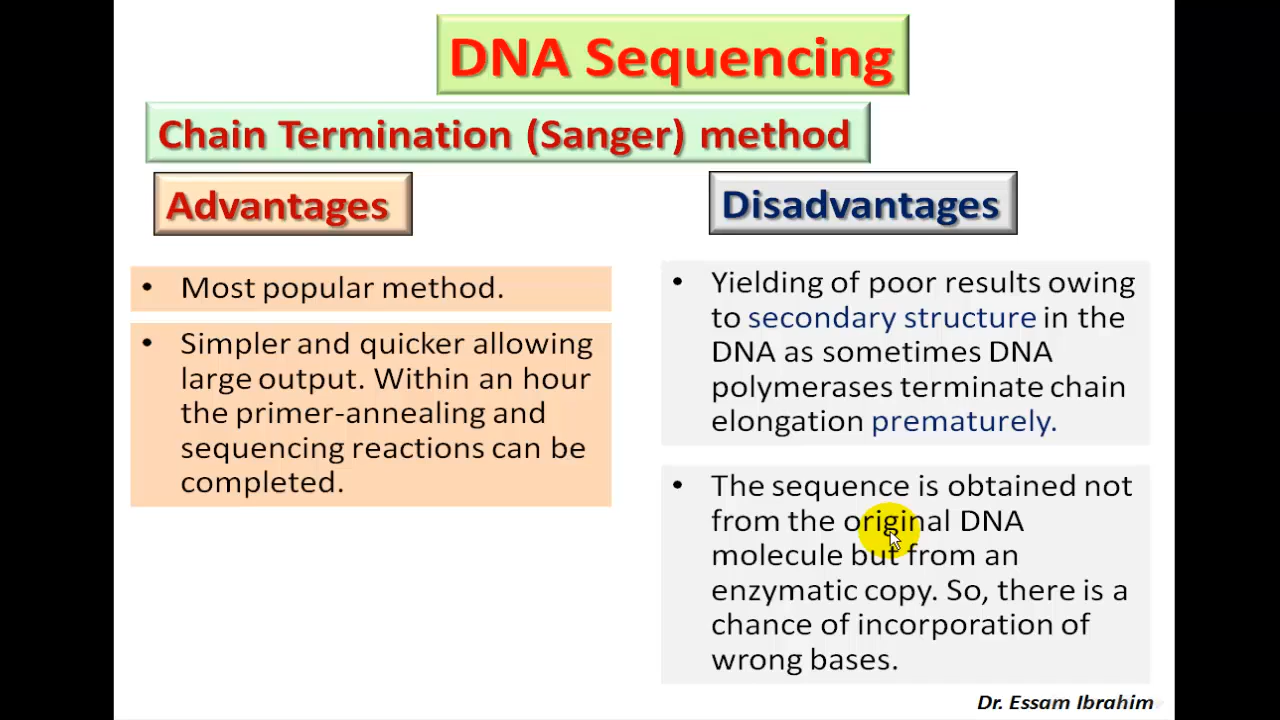 DNA Sequencing
Chain Termination (Sanger) method
Advantages
• Most popular method.
• Simpler and quicker allowing
large output. Within an hour
the primer-annealing and
sequencing reactions can be
completed.
Disadvantages
• Yielding of poor results owing
to secondary structure in the
DNA as sometimes DNA
polymerases terminate chain
elongation prematurely.
• The sequence is obtained not
from the original DNA
molecule but from an
enzymatic copy. So, there is a
chance of incorporation of
wrong bases.
Dr. Essam Ibrahim